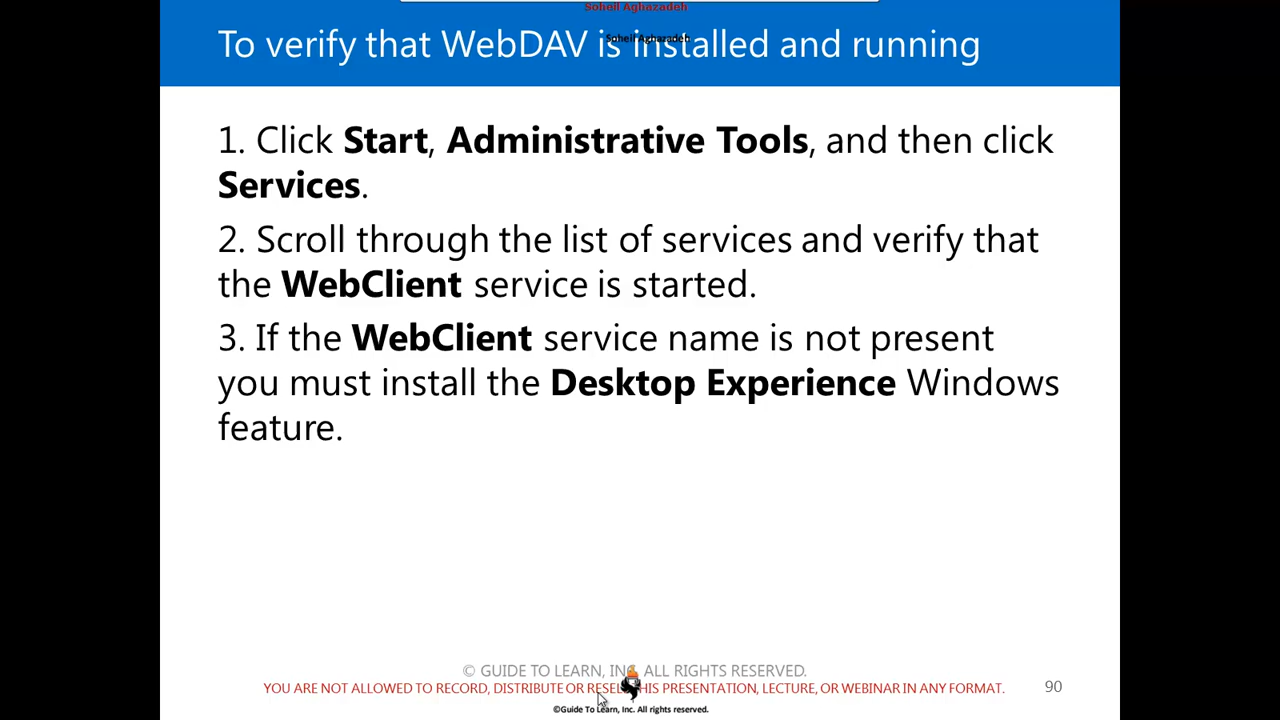 Soheil Aghazadeh
To verify that WebDAV is installed and running
Soheil Aghazadeh
1. Click Start, Administrative Tools, and then click
Services.
2. Scroll through the list of services and verify that
the WebClient service is started.
3. If the WebClient service name is not present
you must install the Desktop Experience Windows
feature.
© GUIDE TO LEARN, INC. ALL RIGHTS RESERVED.
YOU ARE NOT ALLOWED TO RECORD, DISTRIBUTE OR RESELL THIS PRESENTATION, LECTURE, OR WEBINAR IN ANY FORMAT.
90
©Guide To Learn, Inc. All rights reserved.